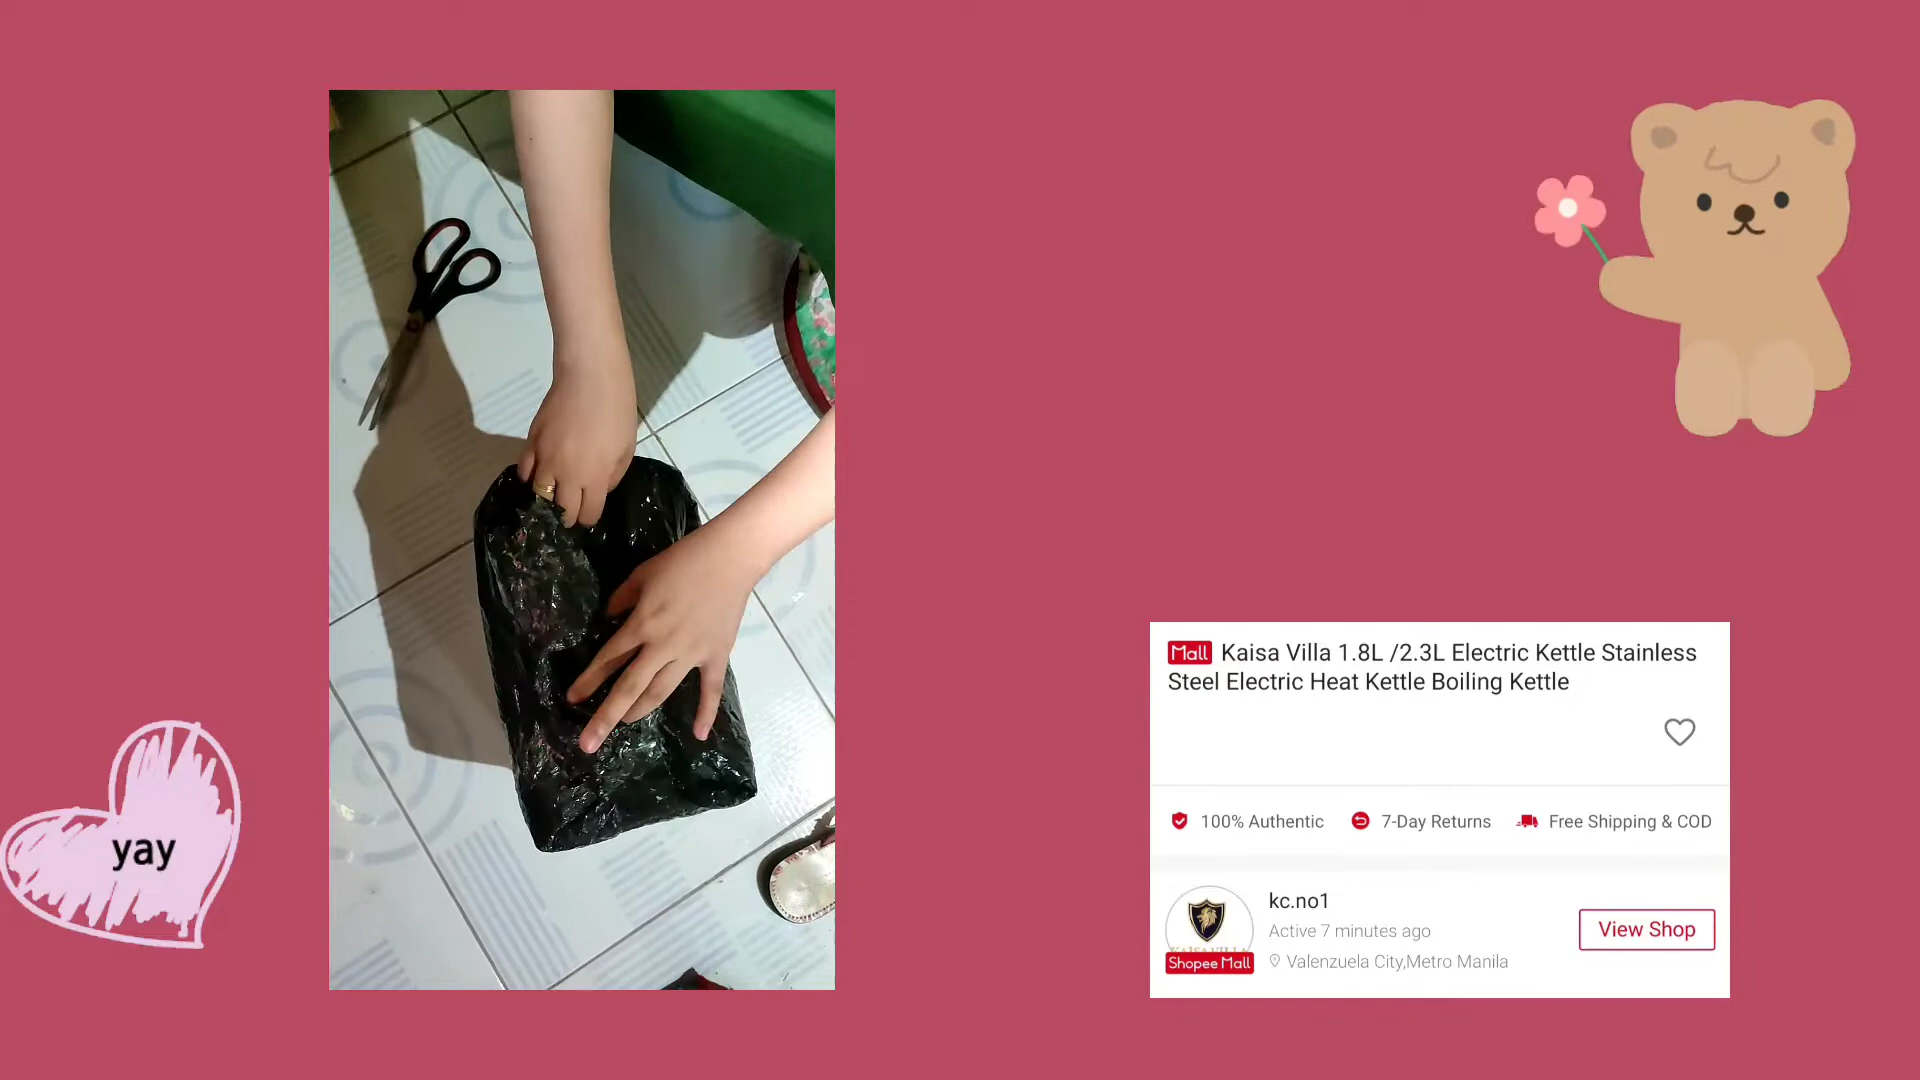 Mall Kaisa Villa 1.8L /2.3L Electric Kettle Stainless
Steel Electric Heat Kettle Boiling Kettle
100% Authentic
7-Day Returns
Free Shipping & COD
kc.no1
Active 7 minutes ago
Valenzuela City,Metro Manila
View Shop
KAISA VILLA
Shopee Mall
yay